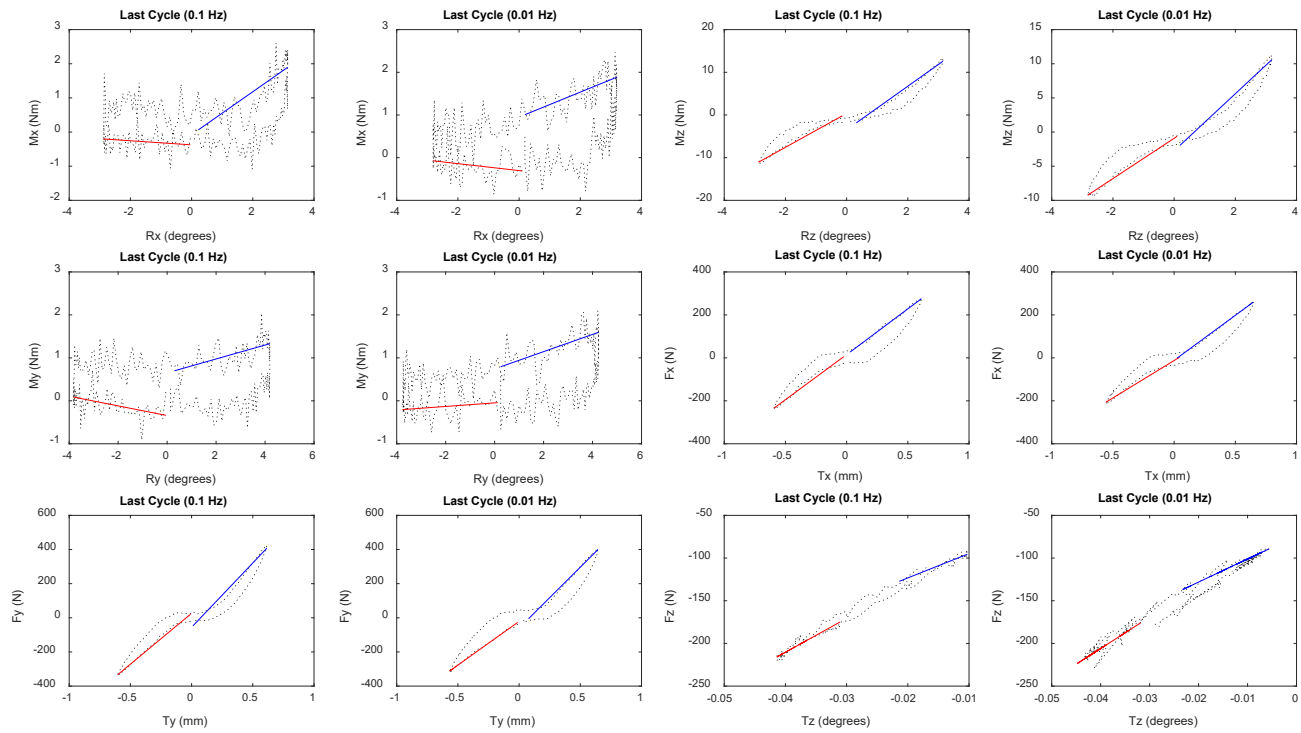 Last Cycle (0.1 Hz)
Mx (Nm)
3
2
1
0
-1
-2
-4 -2 0 2 4
Rx (degrees)
Last Cycle (0.01 Hz)
Mx (Nm)
3
2
1
0
-1
-4 -2 0 2 4
Rx (degrees)
Last Cycle (0.1 Hz)
Mz (Nm)
20
10
0
-10
-20
-4 -2 0 2 4
Rz (degrees)
Last Cycle (0.01 Hz)
Mz (Nm)
15
10
5
0
-5
-10
-4 -2 0 2 4
Rz (degrees)
Last Cycle (0.1 Hz)
My (Nm)
3
2
1
0
-1
-4 -2 0 2 4 6
Ry (degrees)
Last Cycle (0.01 Hz)
My (Nm)
3
2
1
0
-1
-4 -2 0 2 4 6
Ry (degrees)
Last Cycle (0.1 Hz)
Fx (N)
400
200
0
-200
-400
-1 -0.5 0 0.5 1
Tx (mm)
Last Cycle (0.01 Hz)
Fx (N)
400
200
0
-200
-400
-1 -0.5 0 0.5 1
Tx (mm)
Last Cycle (0.1 Hz)
Fy (N)
600
400
200
0
-200
-400
-1 -0.5 0 0.5 1
Ty (mm)
Last Cycle (0.01 Hz)
Fy (N)
600
400
200
0
-200
-400
-1 -0.5 0 0.5 1
Ty (mm)
Last Cycle (0.1 Hz)
Fz (N)
-50
-100
-150
-200
-250
-0.05 -0.04 -0.03 -0.02 -0.01
Tz (degrees)
Last Cycle (0.01 Hz)
Fz (N)
-50
-100
-150
-200
-250
-0.05 -0.04 -0.03 -0.02 -0.01 0
Tz (degrees)